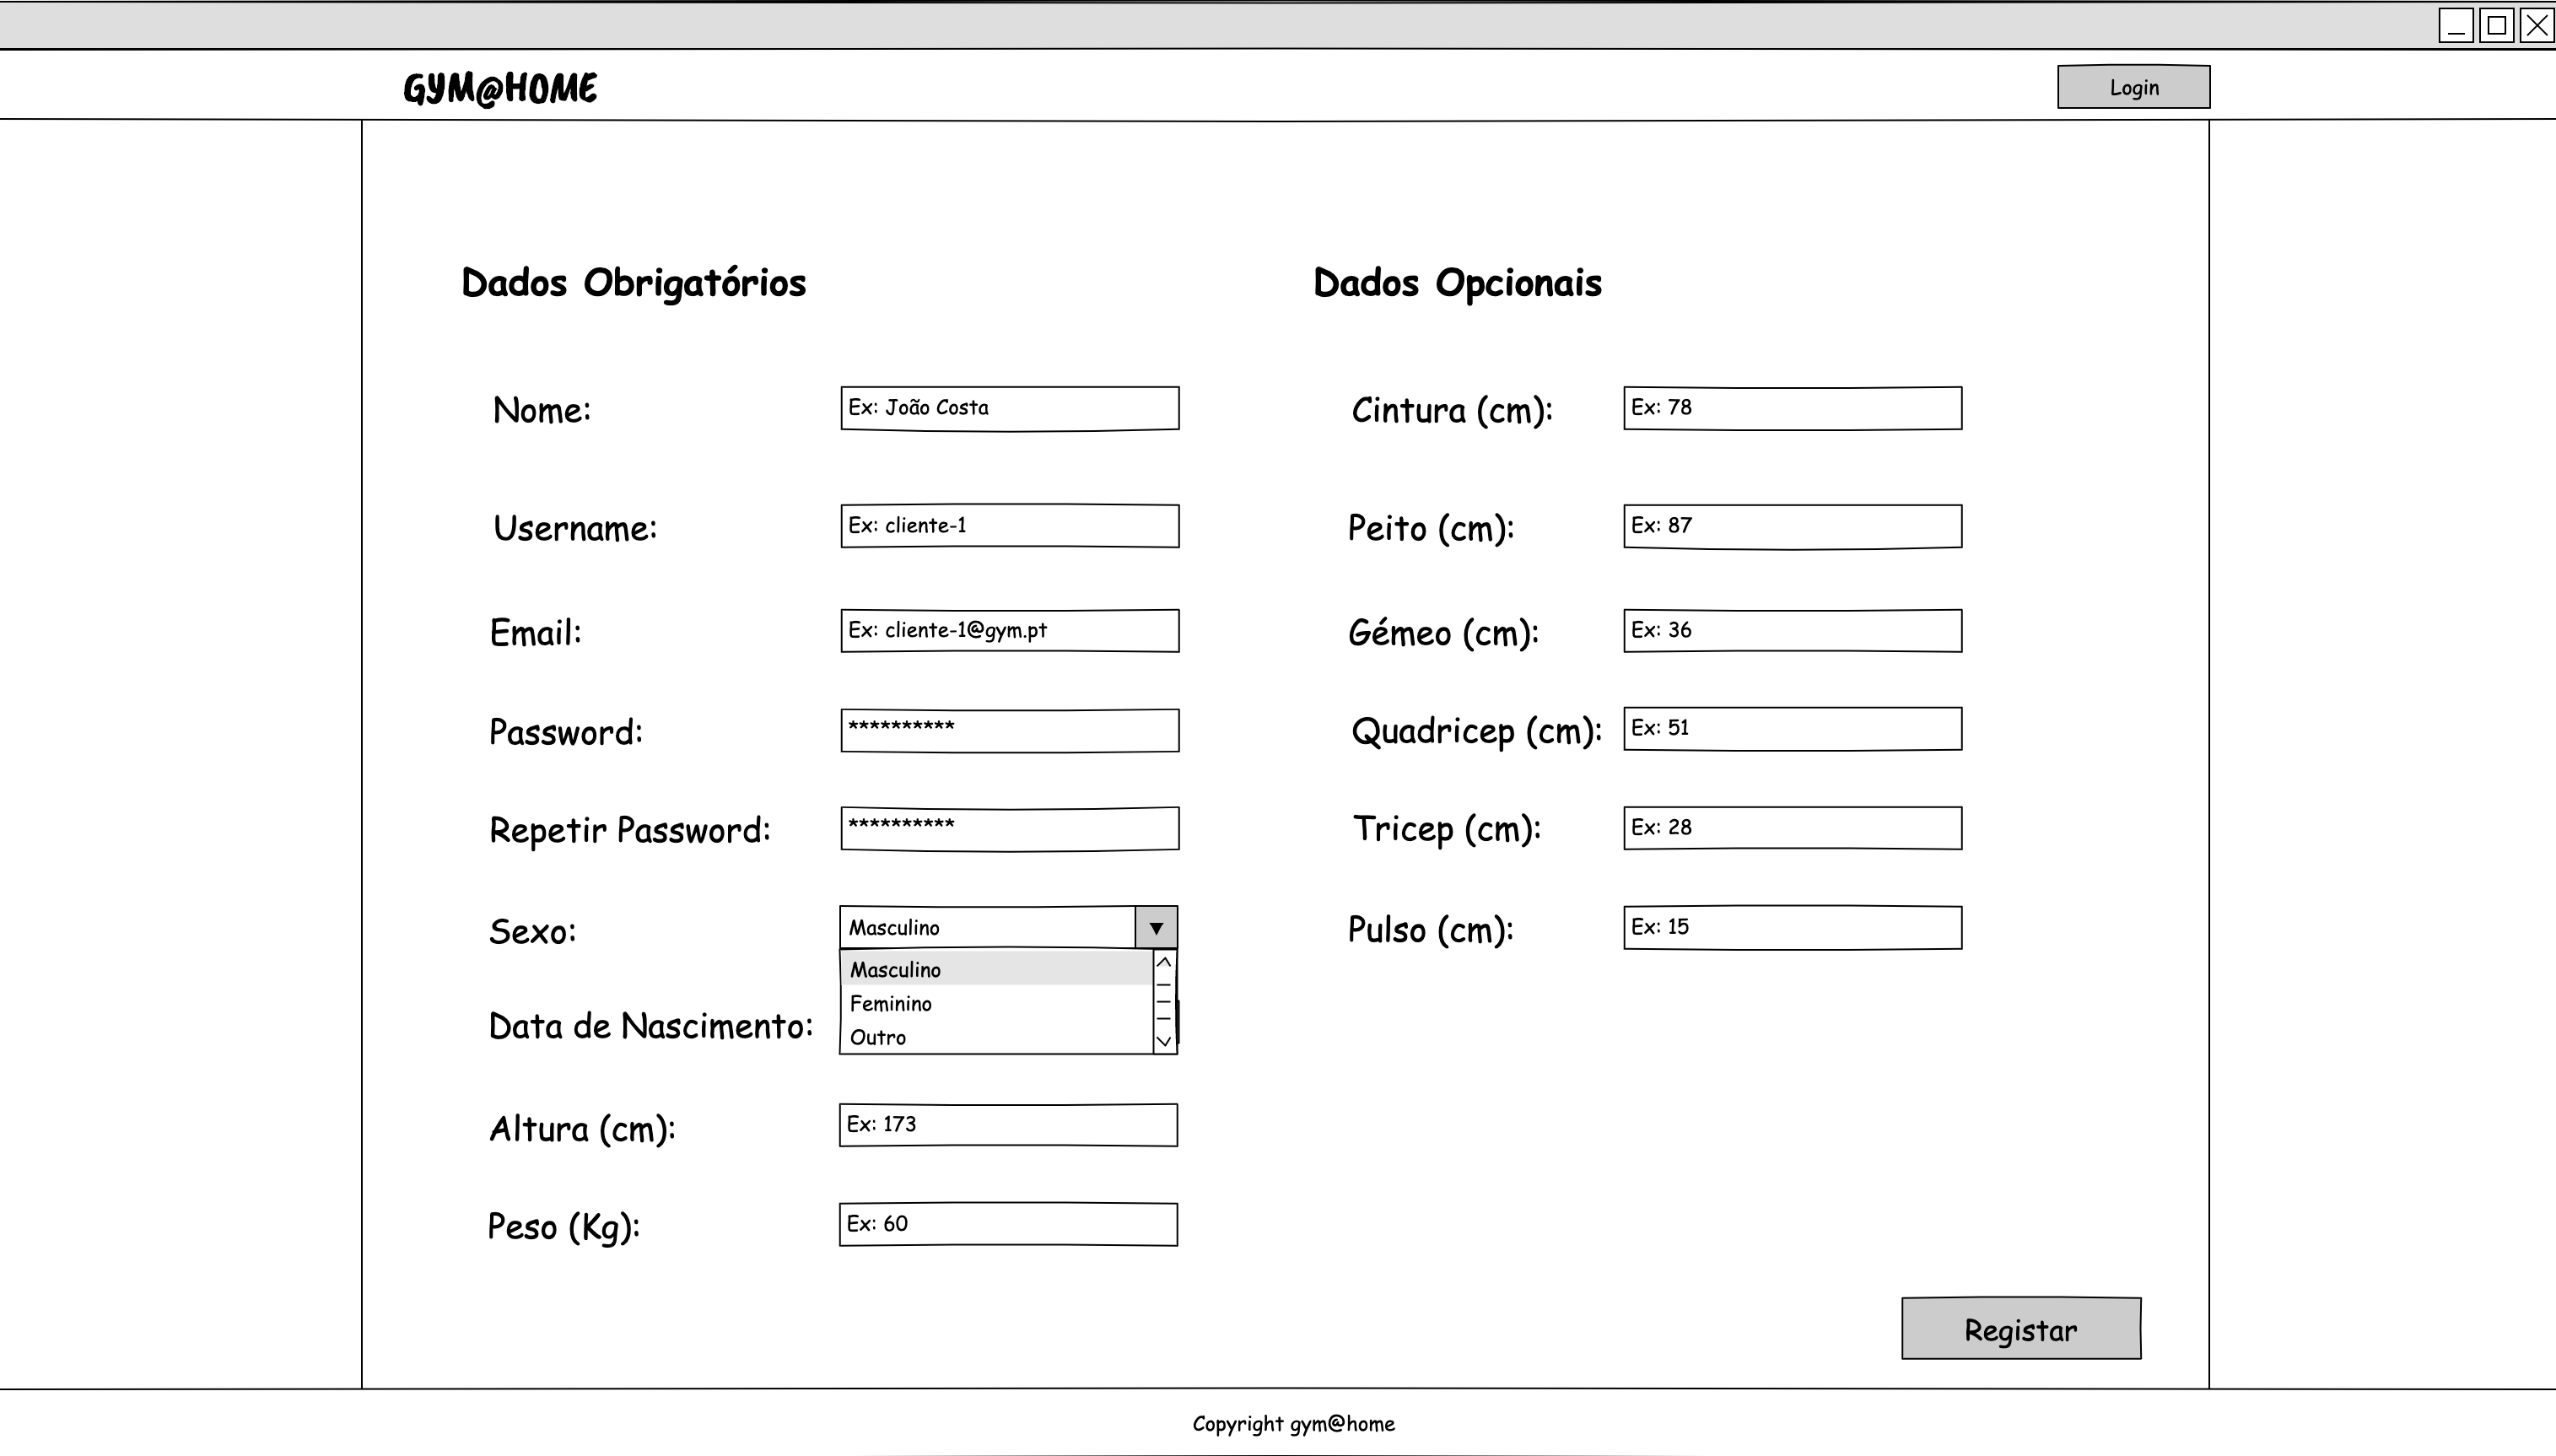 GYM@HOME
Login
Dados Obrigatórios
Nome: Ex: João Costa
Username: Ex: cliente-1
Email: Ex: cliente-1@gym.pt
Password: **********
Repetir Password: **********
Sexo: Masculino
Masculino
Feminino
Outro
Data de Nascimento:
Altura (cm): Ex: 173
Peso (Kg): Ex: 60
Dados Opcionais
Cintura (cm): Ex: 78
Peito (cm): Ex: 87
Gémeo (cm): Ex: 36
Quadricep (cm): Ex: 51
Tricep (cm): Ex: 28
Pulso (cm): Ex: 15
Registar
Copyright gym@home